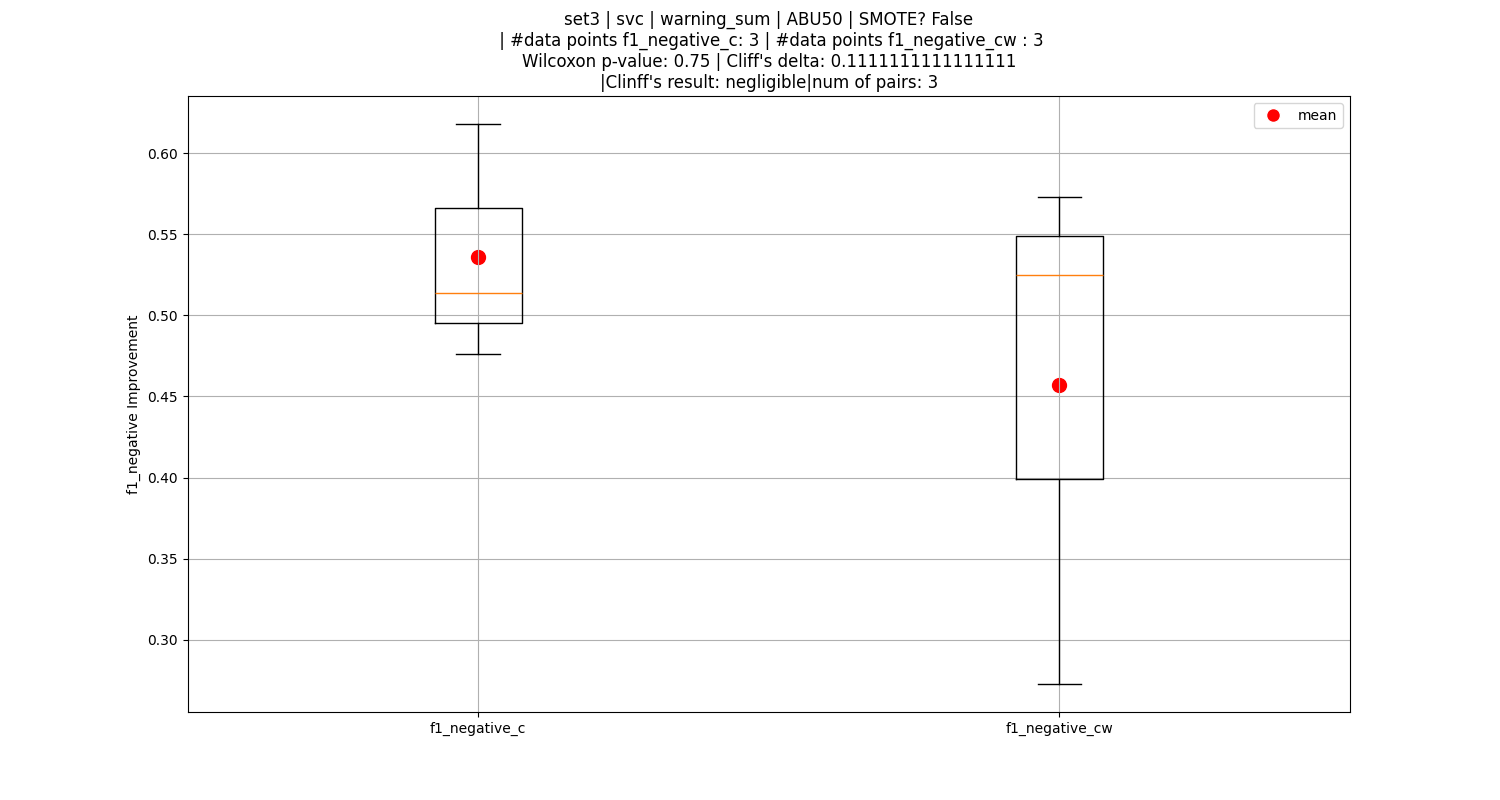 set3 | svc | warning_sum | ABU50 | SMOTE? False
| #data points f1_negative_c: 3 | #data points f1_negative_cw : 3
Wilcoxon p-value: 0.75 | Cliff's delta: 0.1111111111111111
|Clinff's result: negligible|num of pairs: 3
mean
0.60
0.55
0.50
0.45
0.40
0.35
0.30
f1_negative Improvement
f1_negative_c
f1_negative_cw